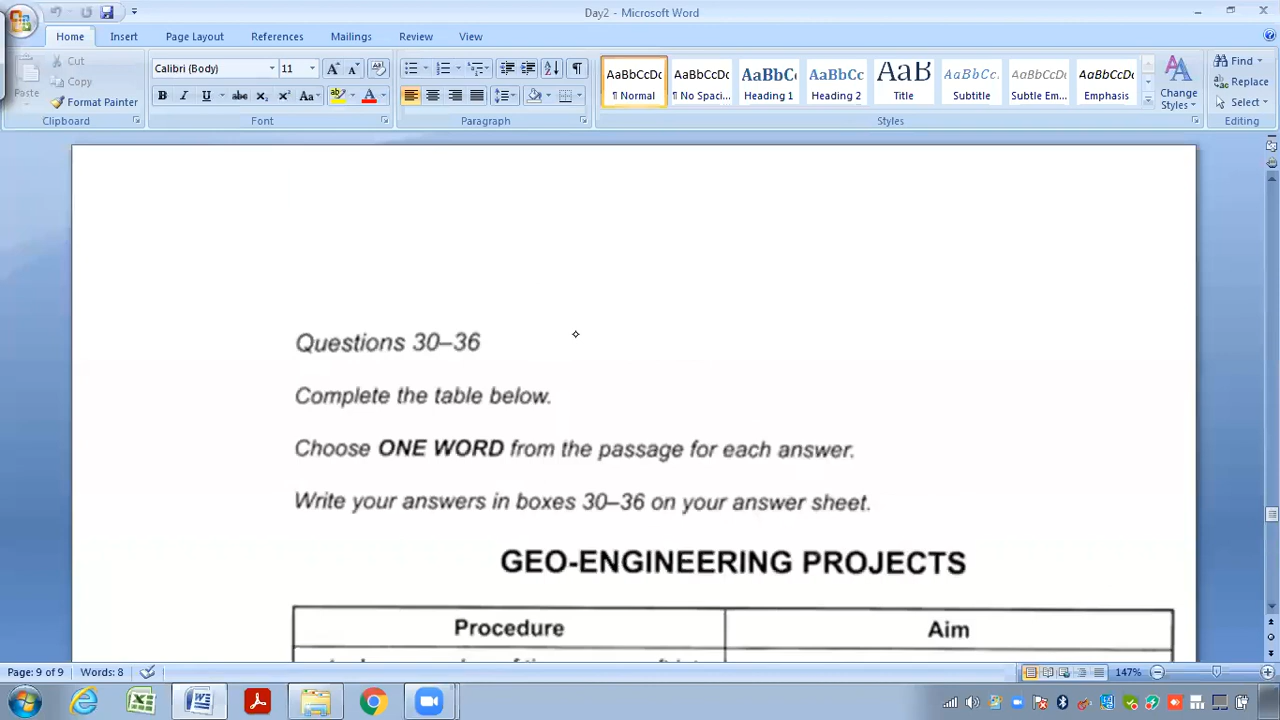 Day2 - Microsoft Word
Home Insert Page Layout References Mailings Review View
Cut
Copy
Format Painter
Paste
Clipboard
Calibri (Body) 11
Font
Paragraph
AaBbCcDc AaBbCcDc AaBbC AaBbCc AaB AaBbCc. AaBbCcDc AaBbCcDc
¶ Normal ¶ No Spaci... Heading 1 Heading 2 Title Subtitle Subtle Em... Emphasis
Change Styles
Styles
Find
Replace
Select
Editing
Questions 30–36
Complete the table below.
Choose ONE WORD from the passage for each answer.
Write your answers in boxes 30–36 on your answer sheet.
GEO-ENGINEERING PROJECTS
Procedure Aim
Page: 9 of 9 Words: 8 147%